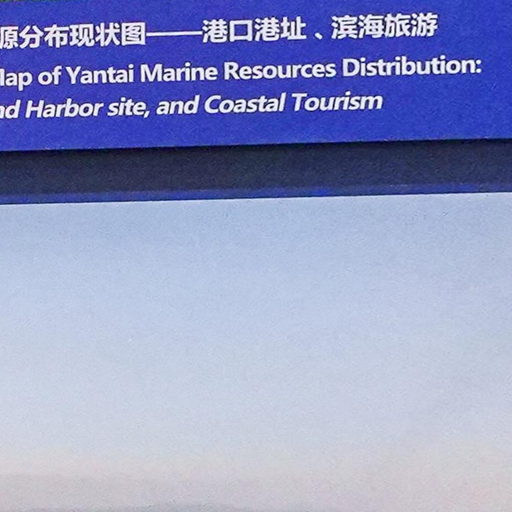 源分布现状图——港口港址、滨海旅游
Map of Yantai Marine Resources Distribution:
nd Harbor site, and Coastal Tourism